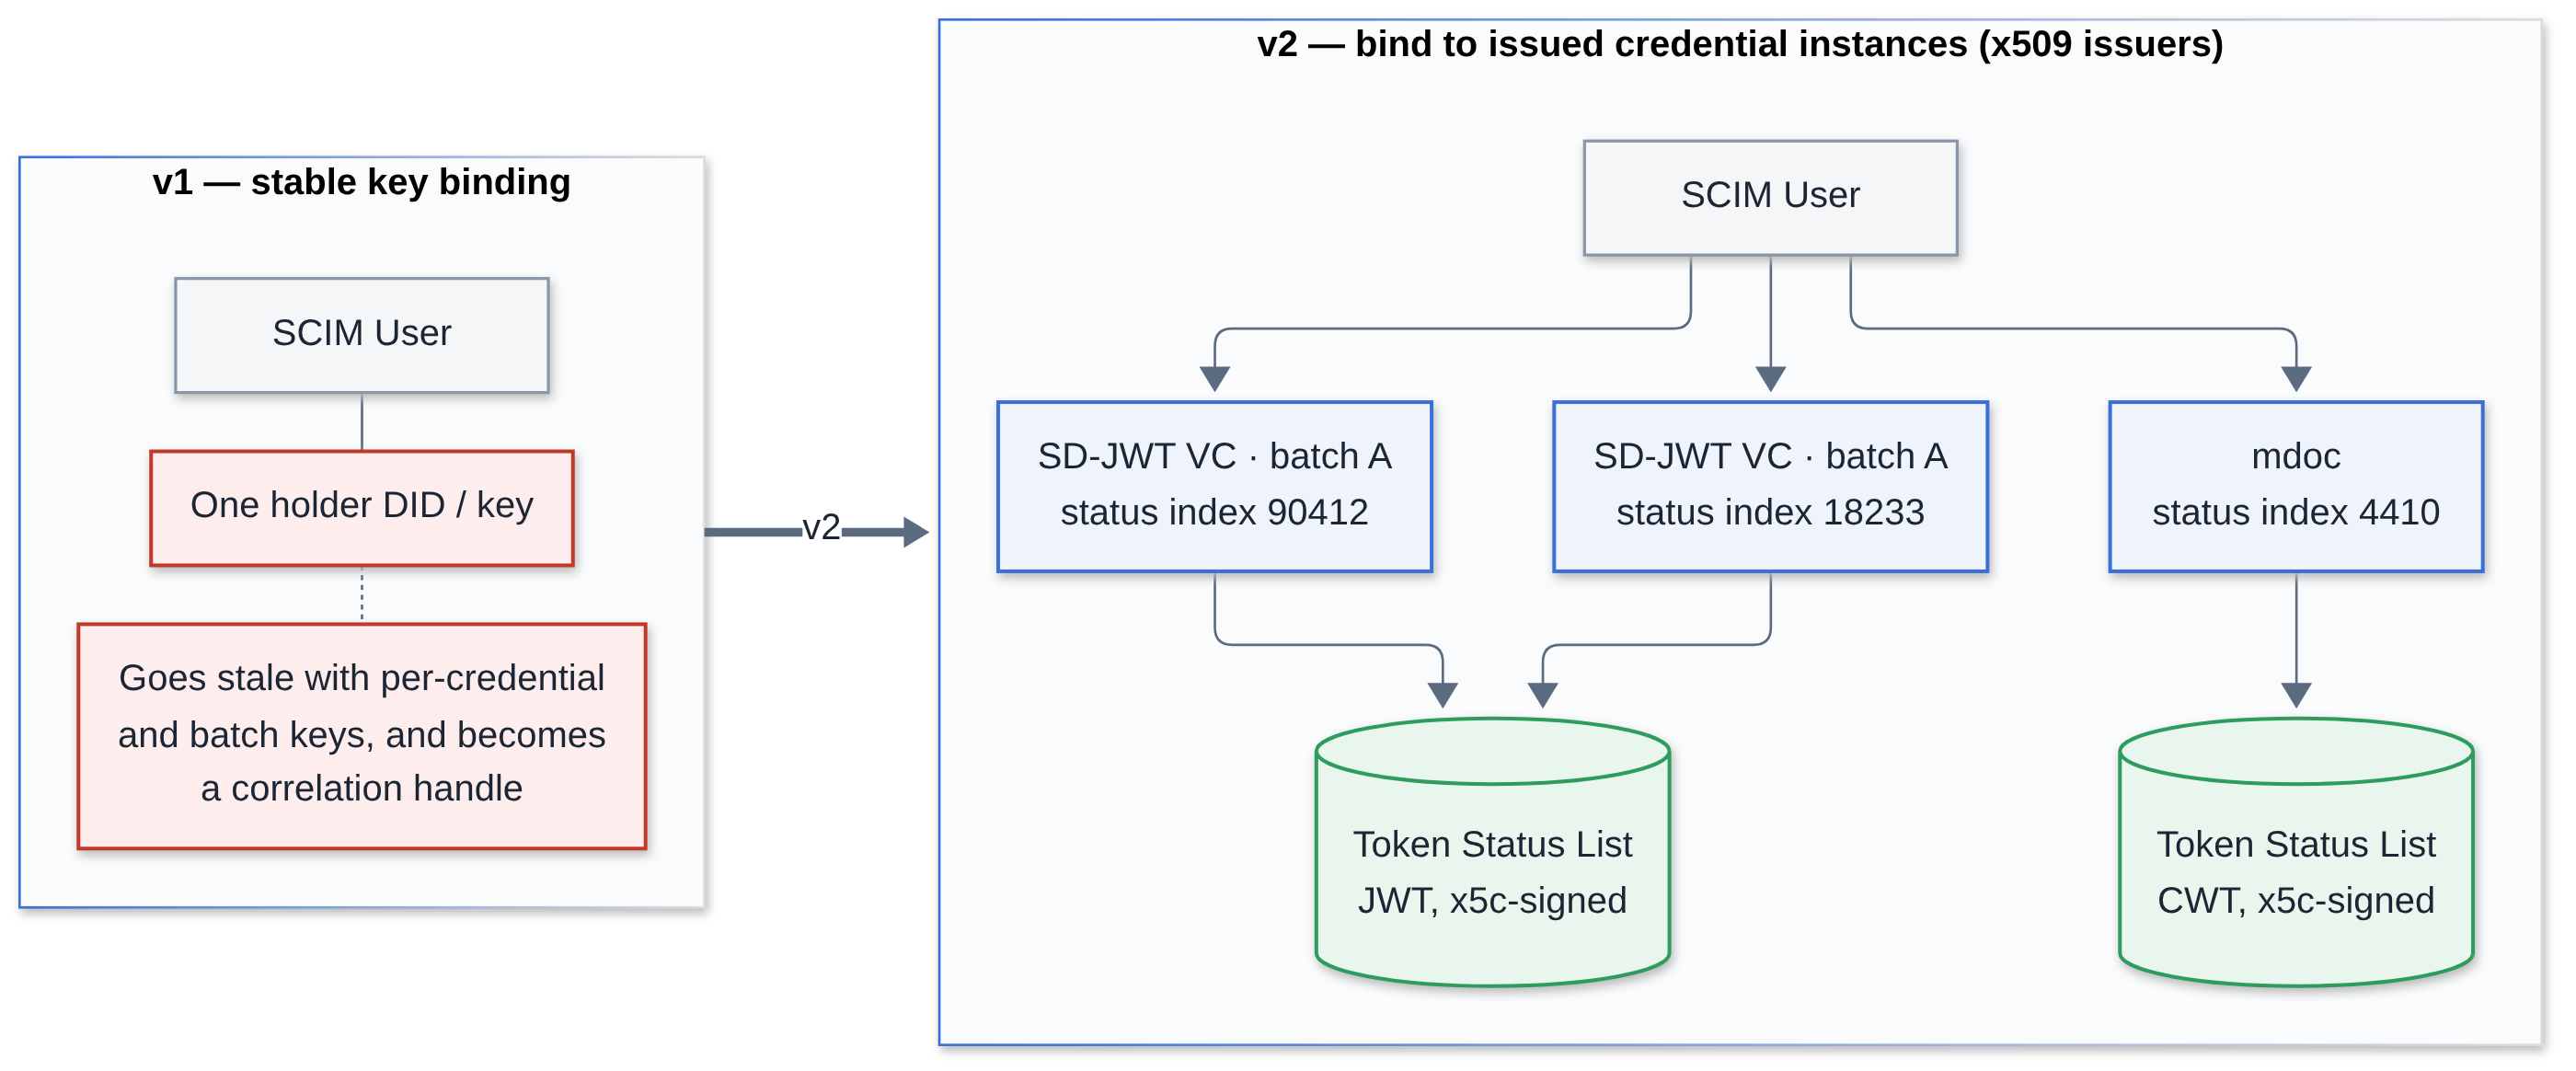 v1 — stable key binding
SCIM User
One holder DID / key
Goes stale with per-credential
and batch keys, and becomes
a correlation handle
v2
v2 — bind to issued credential instances (x509 issuers)
SCIM User
SD-JWT VC · batch A
status index 90412
SD-JWT VC · batch A
status index 18233
mdoc
status index 4410
Token Status List
JWT, x5c-signed
Token Status List
CWT, x5c-signed